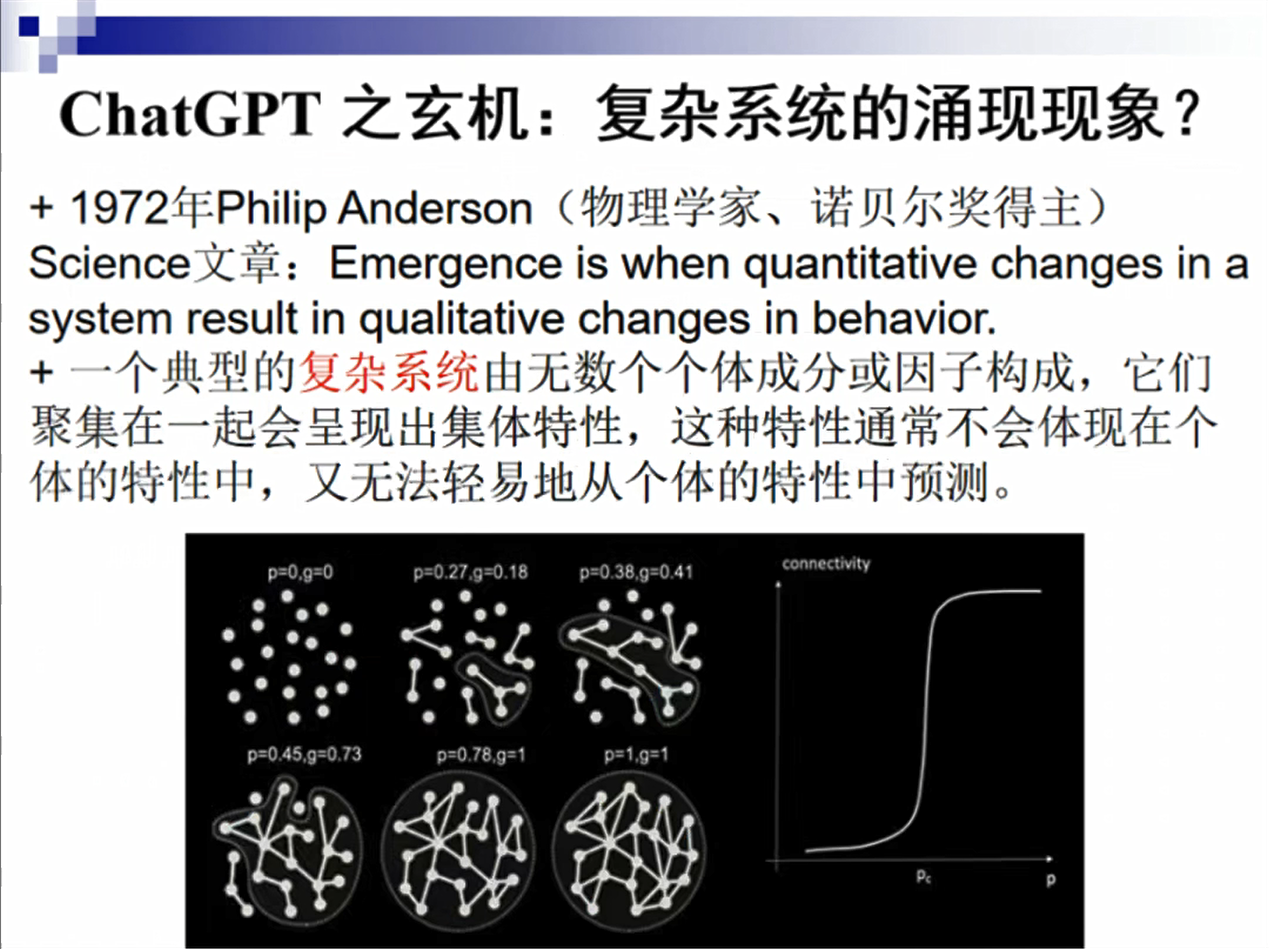 ChatGPT 之玄机：复杂系统的涌现现象？
+ 1972年Philip Anderson（物理学家、诺贝尔奖得主）
Science文章：Emergence is when quantitative changes in a
system result in qualitative changes in behavior.
+ 一个典型的复杂系统由无数个个体成分或因子构成，它们
聚集在一起会呈现出集体特性，这种特性通常不会体现在个
体的特性中，又无法轻易地从个体的特性中预测。
p=0,g=0
p=0.27,g=0.18
p=0.38,g=0.41
p=0.45,g=0.73
p=0.78,g=1
p=1,g=1
connectivity
pc
p